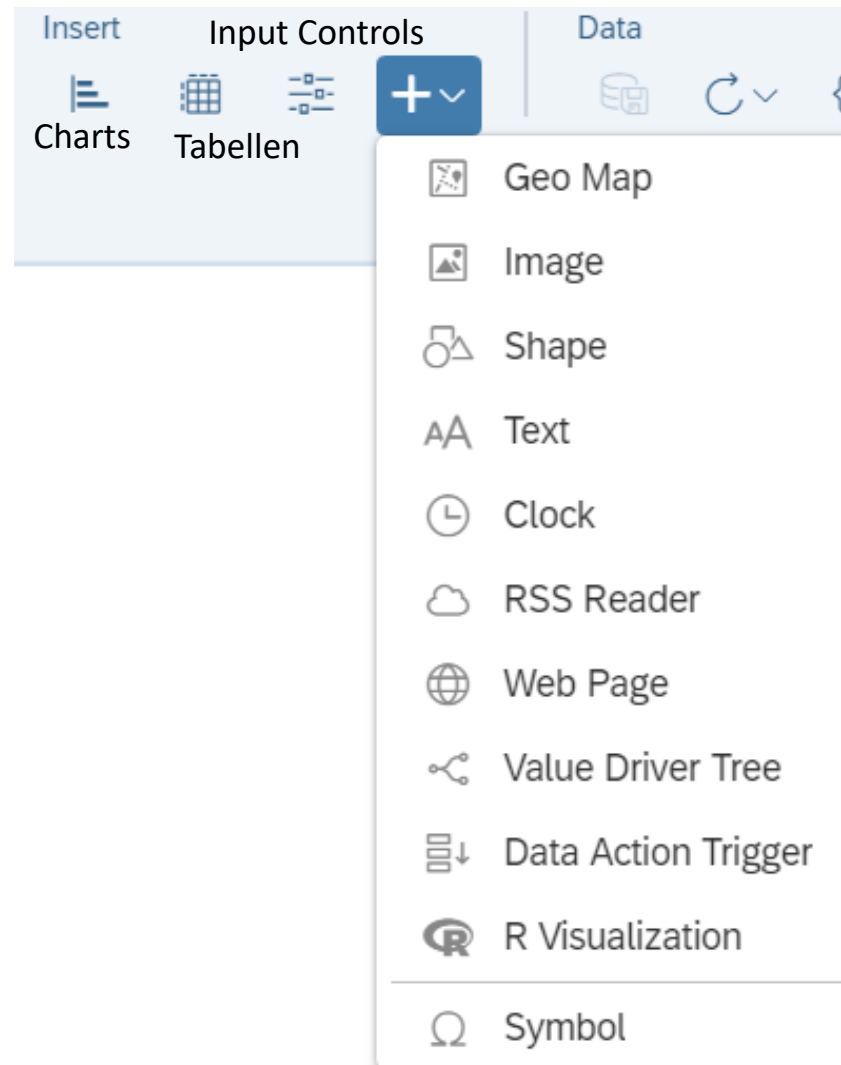 Insert Input Controls Data
Charts Tabellen
Geo Map
Image
Shape
AA Text
Clock
RSS Reader
Web Page
Value Driver Tree
Data Action Trigger
R Visualization
Ω Symbol